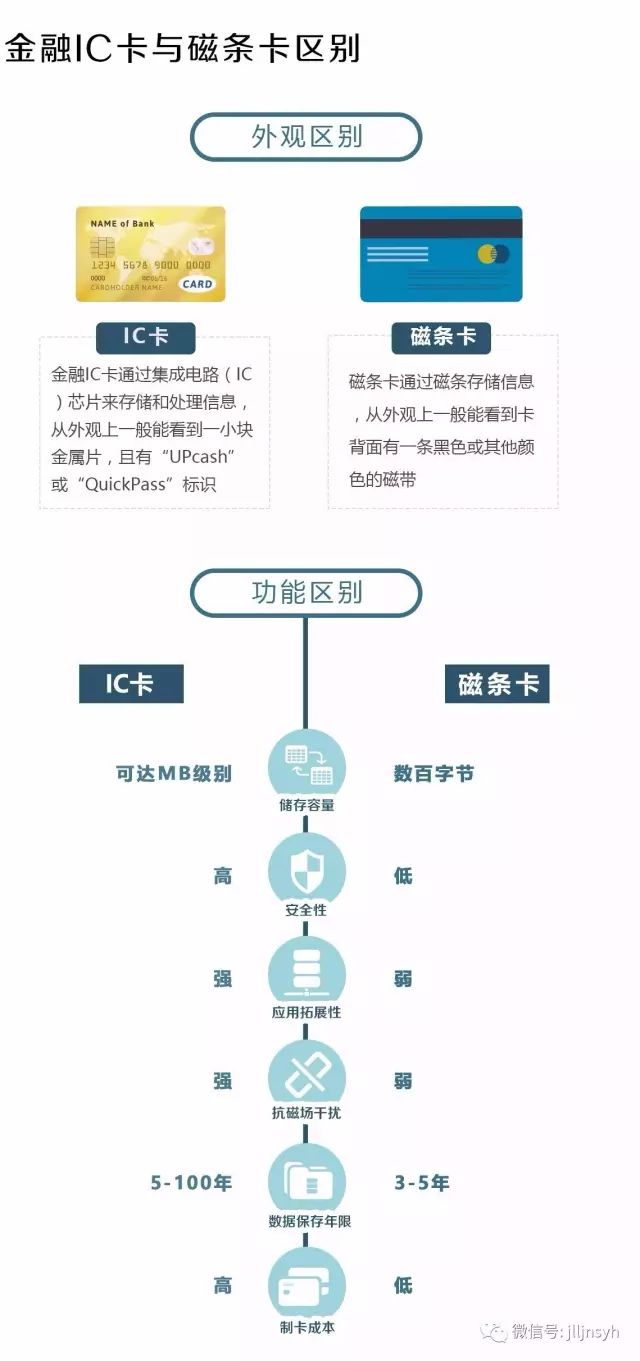 金融IC卡与磁条卡区别
外观区别
NAME of Bank
1234 5678 9000 0000
0000
CARDHOLDER NAME
CARD
IC卡
金融IC卡通过集成电路（IC
）芯片来存储和处理信息，
从外观上一般能看到一小块
金属片，且有“UPcash”
或“QuickPass”标识
磁条卡
磁条卡通过磁条存储信息
，从外观上一般能看到卡
背面有一条黑色或其他颜
色的磁带
功能区别
IC卡
磁条卡
可达MB级别
储存容量
数百字节
高
安全性
低
强
应用拓展性
弱
强
抗磁场干扰
弱
5-100年
数据保存年限
3-5年
高
制卡成本
低
微信号: jlljnsyh